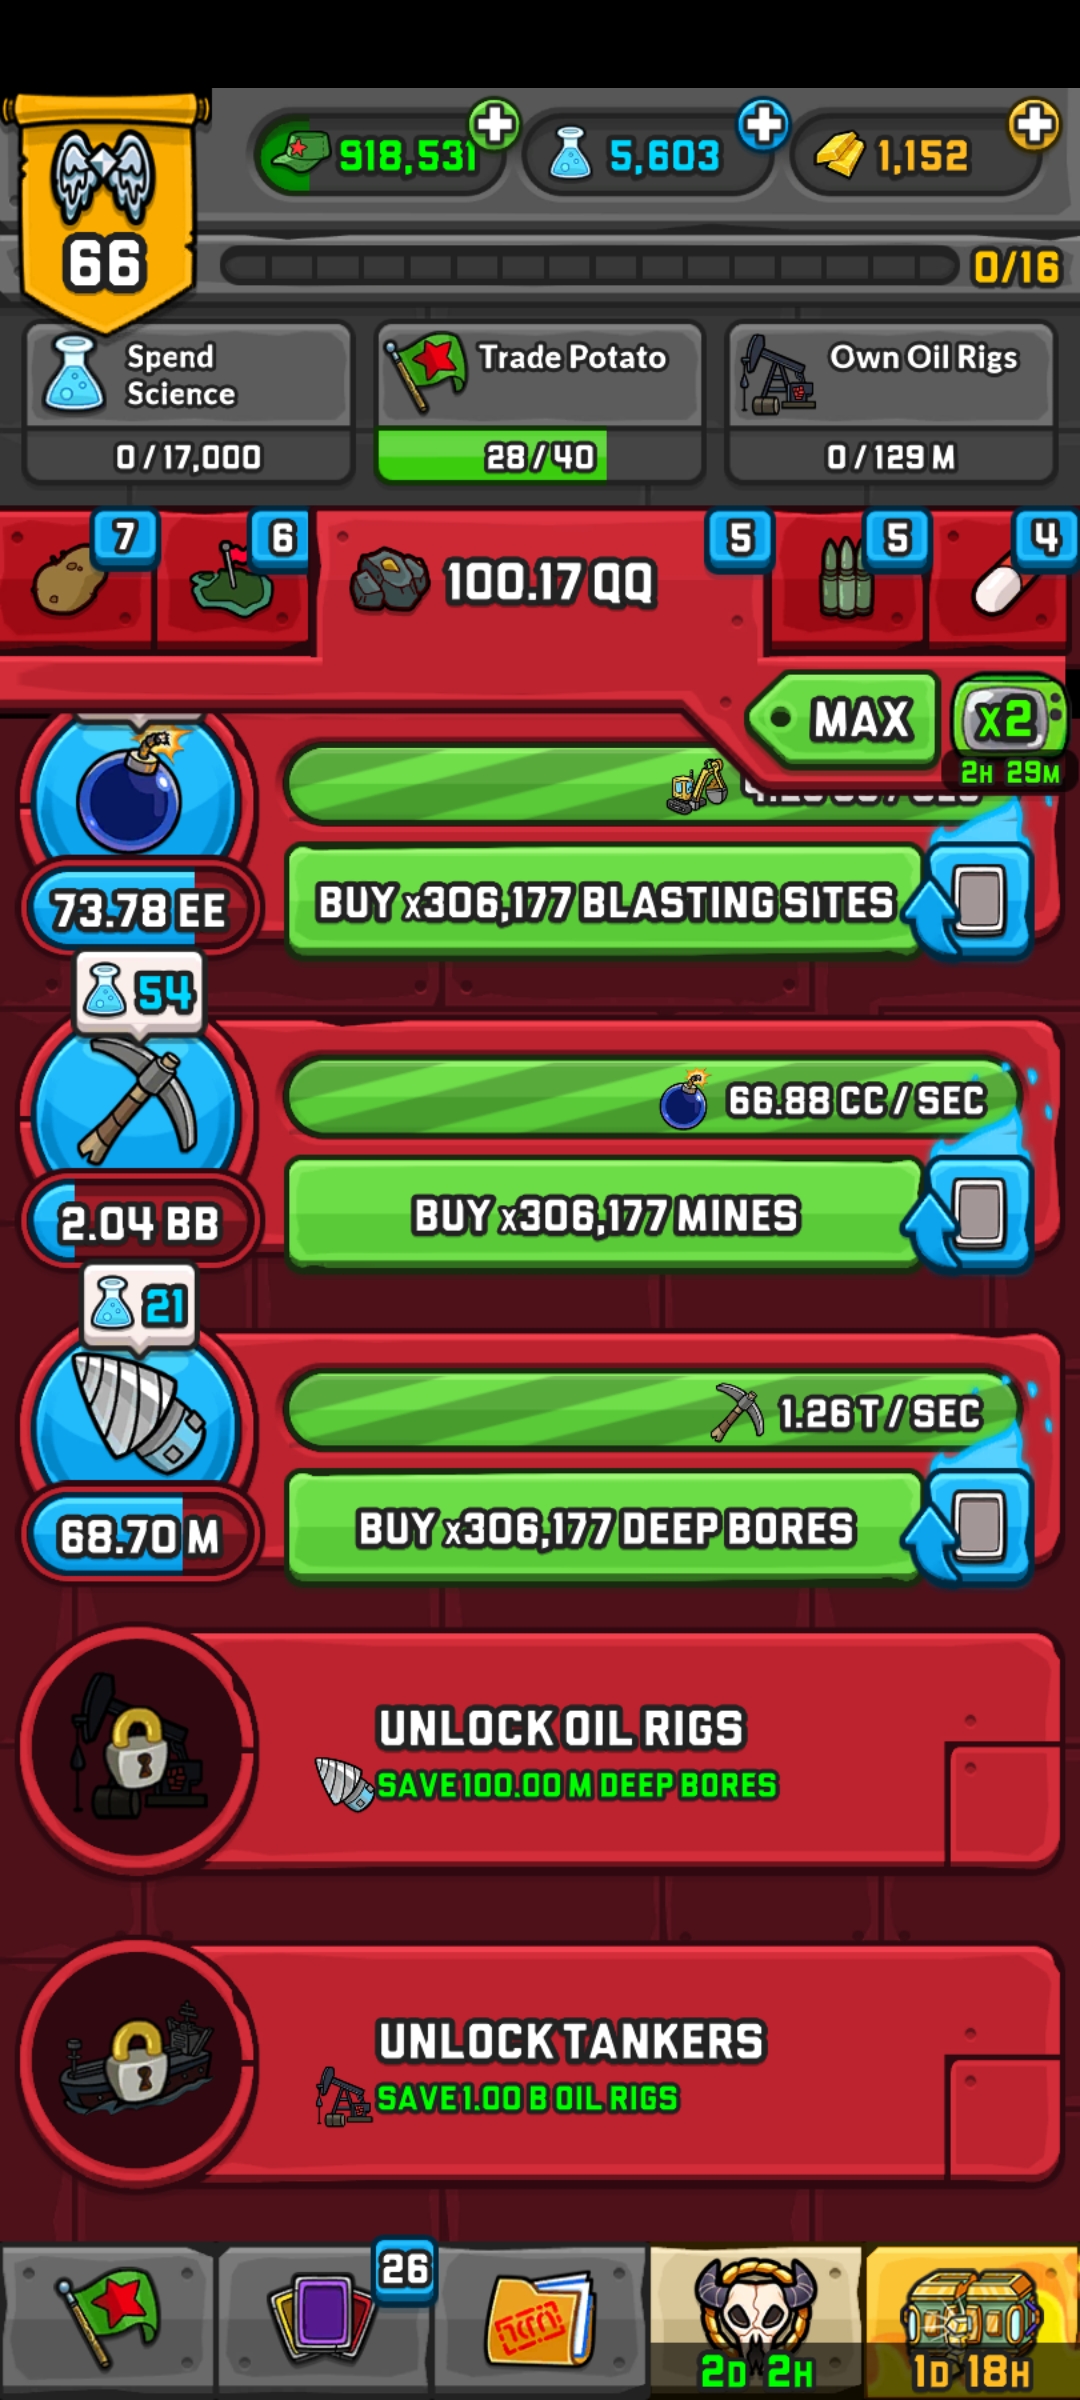 918,531
5,603
1,152
66
0/16
Spend
Science
0 / 17,000
Trade Potato
28 / 40
Own Oil Rigs
0 / 129 M
7
6
100.17 QQ
5
5
4
MAX
X2
2H 29M
73.78 EE
BUY x306,177 BLASTING SITES
54
66.88 CC / SEC
2.04 BB
BUY x306,177 MINES
21
1.26 T / SEC
68.70 M
BUY x306,177 DEEP BORES
UNLOCK OIL RIGS
SAVE 100.00 M DEEP BORES
UNLOCK TANKERS
SAVE 1.00 B OIL RIGS
26
2D 2H
1D 18H